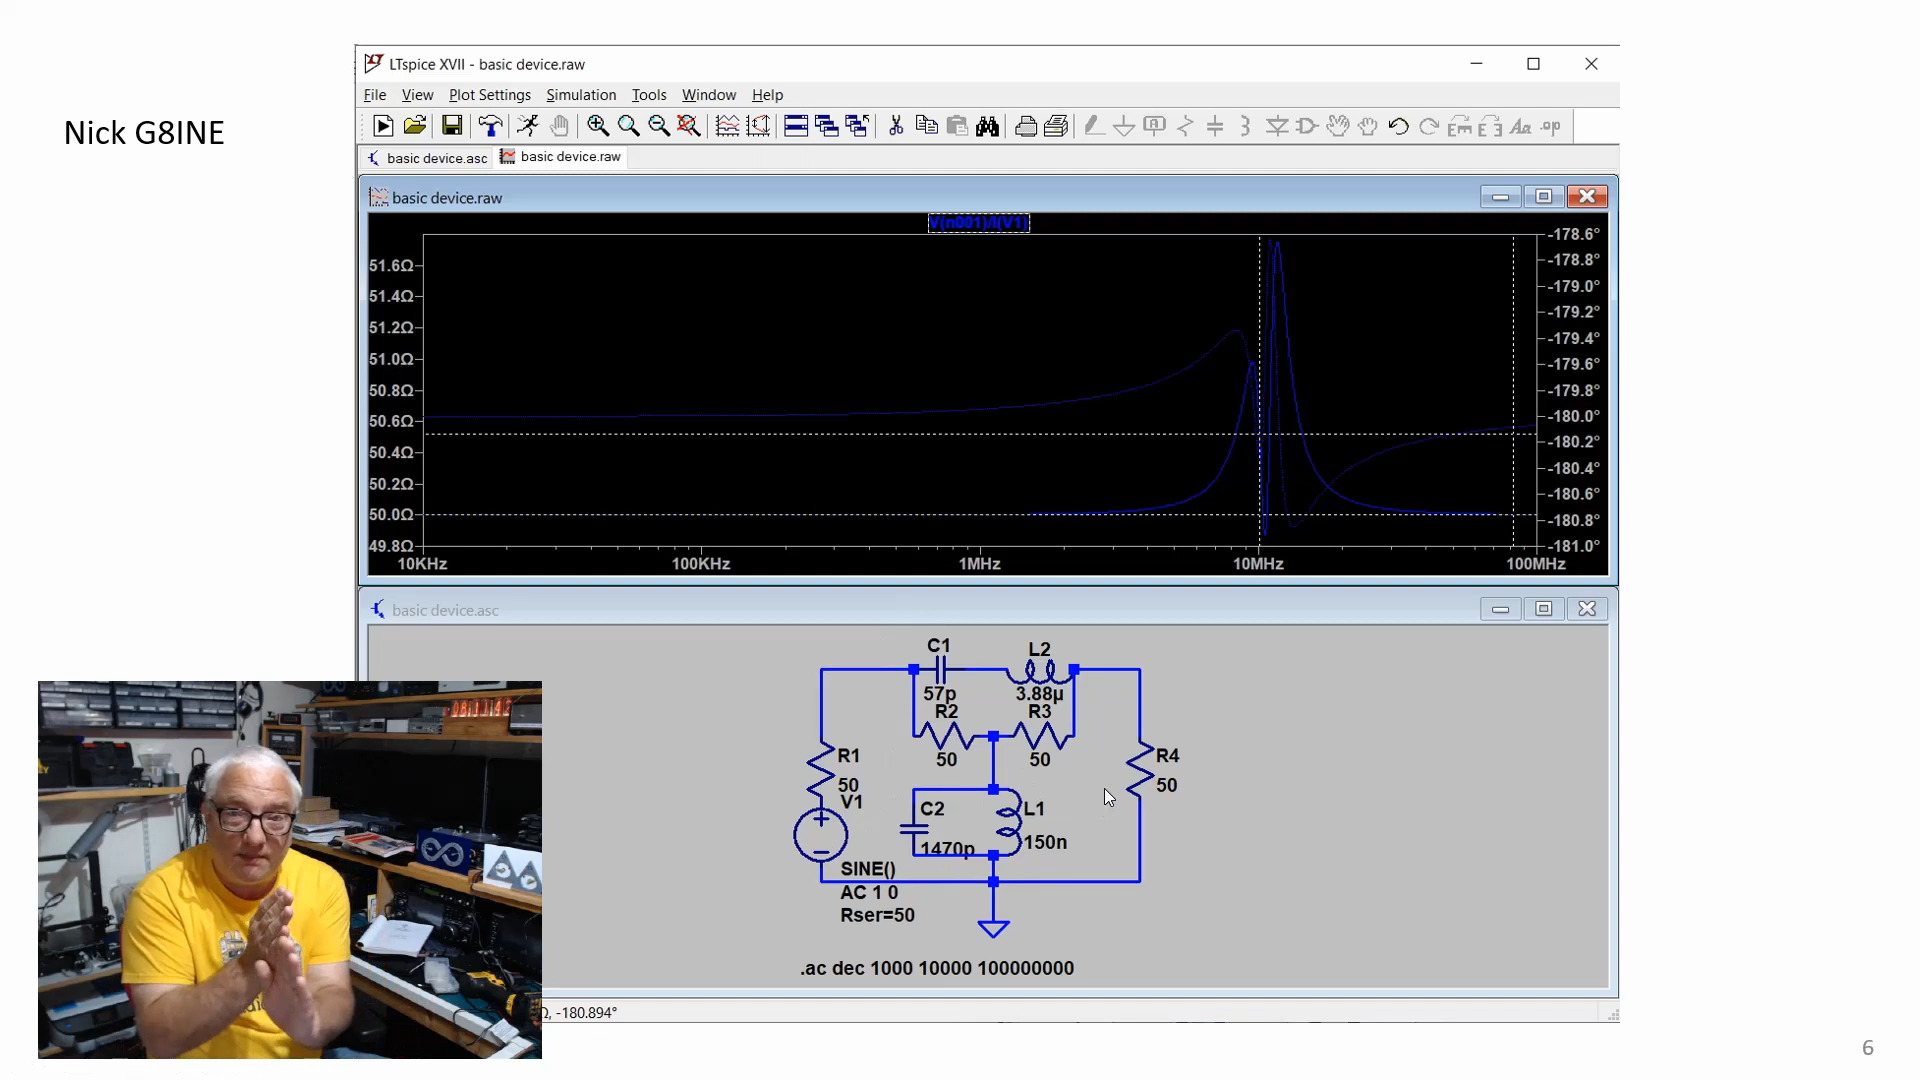 Nick G8INE
LTspice XVII - basic device.raw
File View Plot Settings Simulation Tools Window Help
Aa .op
basic device.asc basic device.raw
basic device.raw
V(n001)/I(V1)
51.6Ω
51.4Ω
51.2Ω
51.0Ω
50.8Ω
50.6Ω
50.4Ω
50.2Ω
50.0Ω
49.8Ω
-178.6°
-178.8°
-179.0°
-179.2°
-179.4°
-179.6°
-179.8°
-180.0°
-180.2°
-180.4°
-180.6°
-180.8°
-181.0°
10KHz 100KHz 1MHz 10MHz 100MHz
basic device.asc
C1
57p
L2
3.88µ
R2
50
R3
50
R1
50
V1
R4
50
C2
1470p
L1
150n
SINE()
AC 1 0
Rser=50
.ac dec 1000 10000 100000000
Ω, -180.894°
6